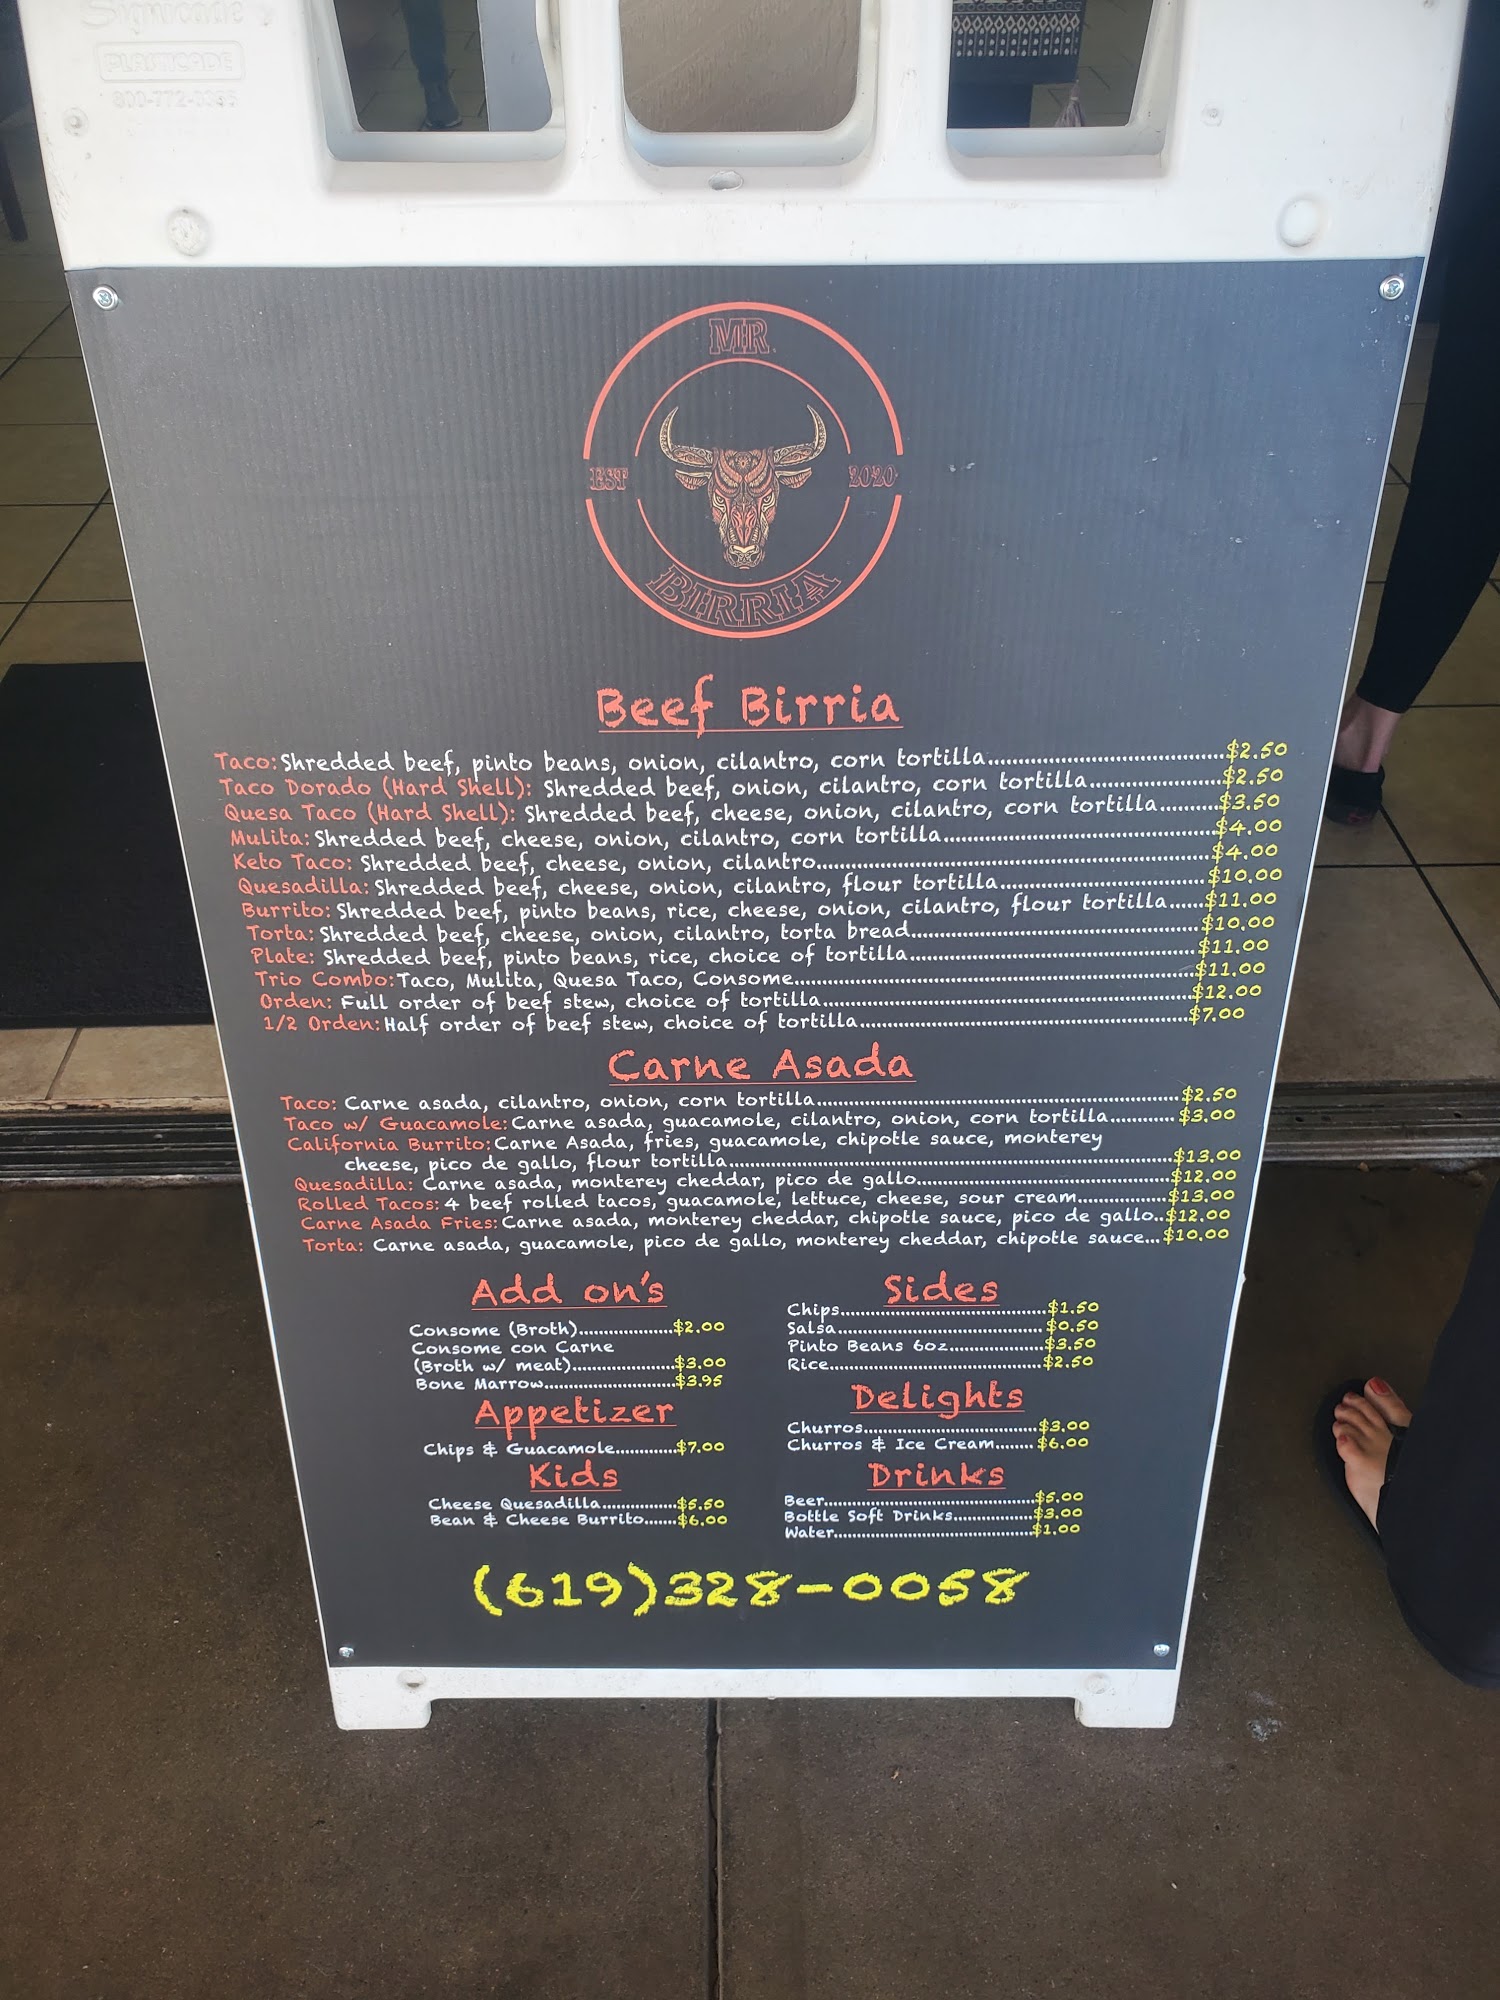 Signicade
PLASTICADE
MR.
EST 2020
BIRRIA
Beef Birria
Taco: Shredded beef, pinto beans, onion, cilantro, corn tortilla.....$2.50
Taco Dorado (Hard Shell): Shredded beef, onion, cilantro, corn tortilla.....$2.50
Quesa Taco (Hard Shell): Shredded beef, cheese, onion, cilantro, corn tortilla.....$3.50
Mulita: Shredded beef, cheese, onion, cilantro, corn tortilla.....$4.00
Keto Taco: Shredded beef, cheese, onion, cilantro.....$4.00
Quesadilla: Shredded beef, cheese, onion, cilantro, flour tortilla.....$10.00
Burrito: Shredded beef, pinto beans, rice, cheese, onion, cilantro, flour tortilla.....$11.00
Torta: Shredded beef, cheese, onion, cilantro, torta bread.....$10.00
Plate: Shredded beef, pinto beans, rice, choice of tortilla.....$11.00
Trio Combo: Taco, Mulita, Quesa Taco, Consome.....$11.00
Orden: Full order of beef stew, choice of tortilla.....$12.00
1/2 Orden: Half order of beef stew, choice of tortilla.....$7.00
Carne Asada
Taco: Carne asada, cilantro, onion, corn tortilla.....$2.50
Taco w/ Guacamole: Carne asada, guacamole, cilantro, onion, corn tortilla.....$3.00
California Burrito: Carne Asada, fries, guacamole, chipotle sauce, monterey
cheese, pico de gallo, flour tortilla.....$13.00
Quesadilla: Carne asada, monterey cheddar, pico de gallo.....$12.00
Rolled Tacos: 4 beef rolled tacos, guacamole, lettuce, cheese, sour cream.....$13.00
Carne Asada Fries: Carne asada, monterey cheddar, chipotle sauce, pico de gallo..$12.00
Torta: Carne asada, guacamole, pico de gallo, monterey cheddar, chipotle sauce...$10.00
Add on's
Consome (Broth).....$2.00
Consome con Carne
(Broth w/ meat).....$3.00
Bone Marrow.....$3.95
Appetizer
Chips & Guacamole.....$7.00
Kids
Cheese Quesadilla.....$5.50
Bean & Cheese Burrito.....$6.00
Sides
Chips.....$1.50
Salsa.....$0.50
Pinto Beans 6oz.....$3.50
Rice.....$2.50
Delights
Churros.....$3.00
Churros & Ice Cream.....$6.00
Drinks
Beer.....$5.00
Bottle Soft Drinks.....$3.00
Water.....$1.00
(619)328-0058